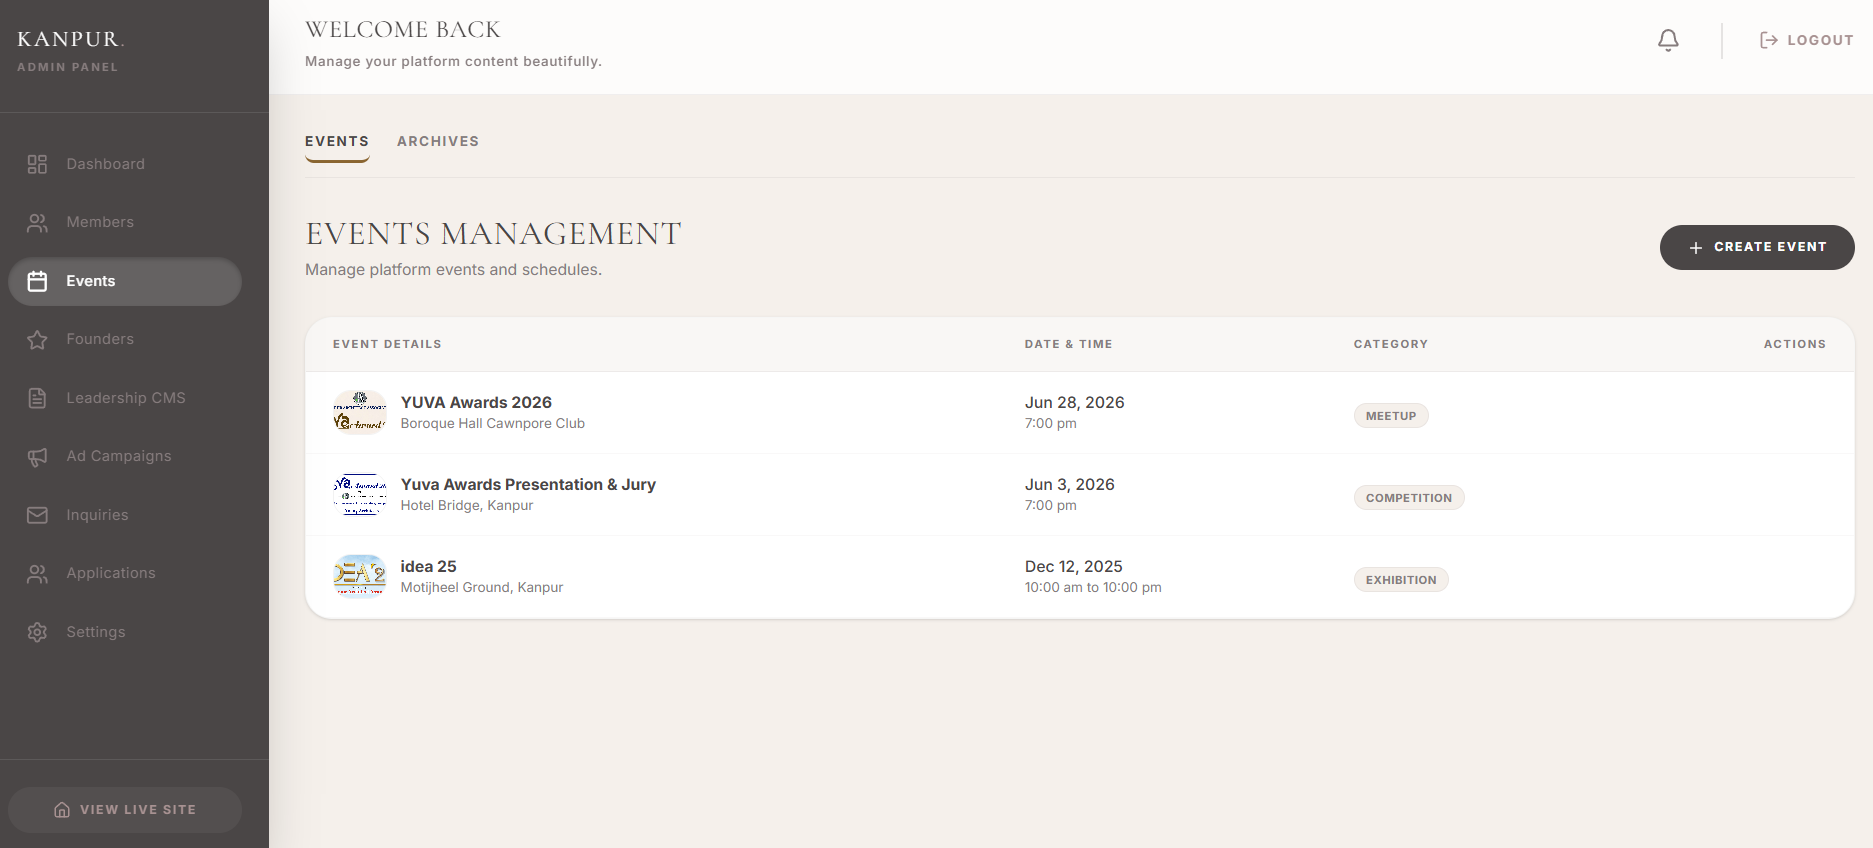 KANPUR.
ADMIN PANEL
Dashboard
Members
Events
Founders
Leadership CMS
Ad Campaigns
Inquiries
Applications
Settings
VIEW LIVE SITE
WELCOME BACK
Manage your platform content beautifully.
LOGOUT
EVENTS ARCHIVES
EVENTS MANAGEMENT
Manage platform events and schedules.
+ CREATE EVENT
EVENT DETAILS DATE & TIME CATEGORY ACTIONS
YUVA Awards 2026 Jun 28, 2026
Boroque Hall Cawnpore Club 7:00 pm
MEETUP
Yuva Awards Presentation & Jury Jun 3, 2026
Hotel Bridge, Kanpur 7:00 pm
COMPETITION
idea 25 Dec 12, 2025
Motijheel Ground, Kanpur 10:00 am to 10:00 pm
EXHIBITION